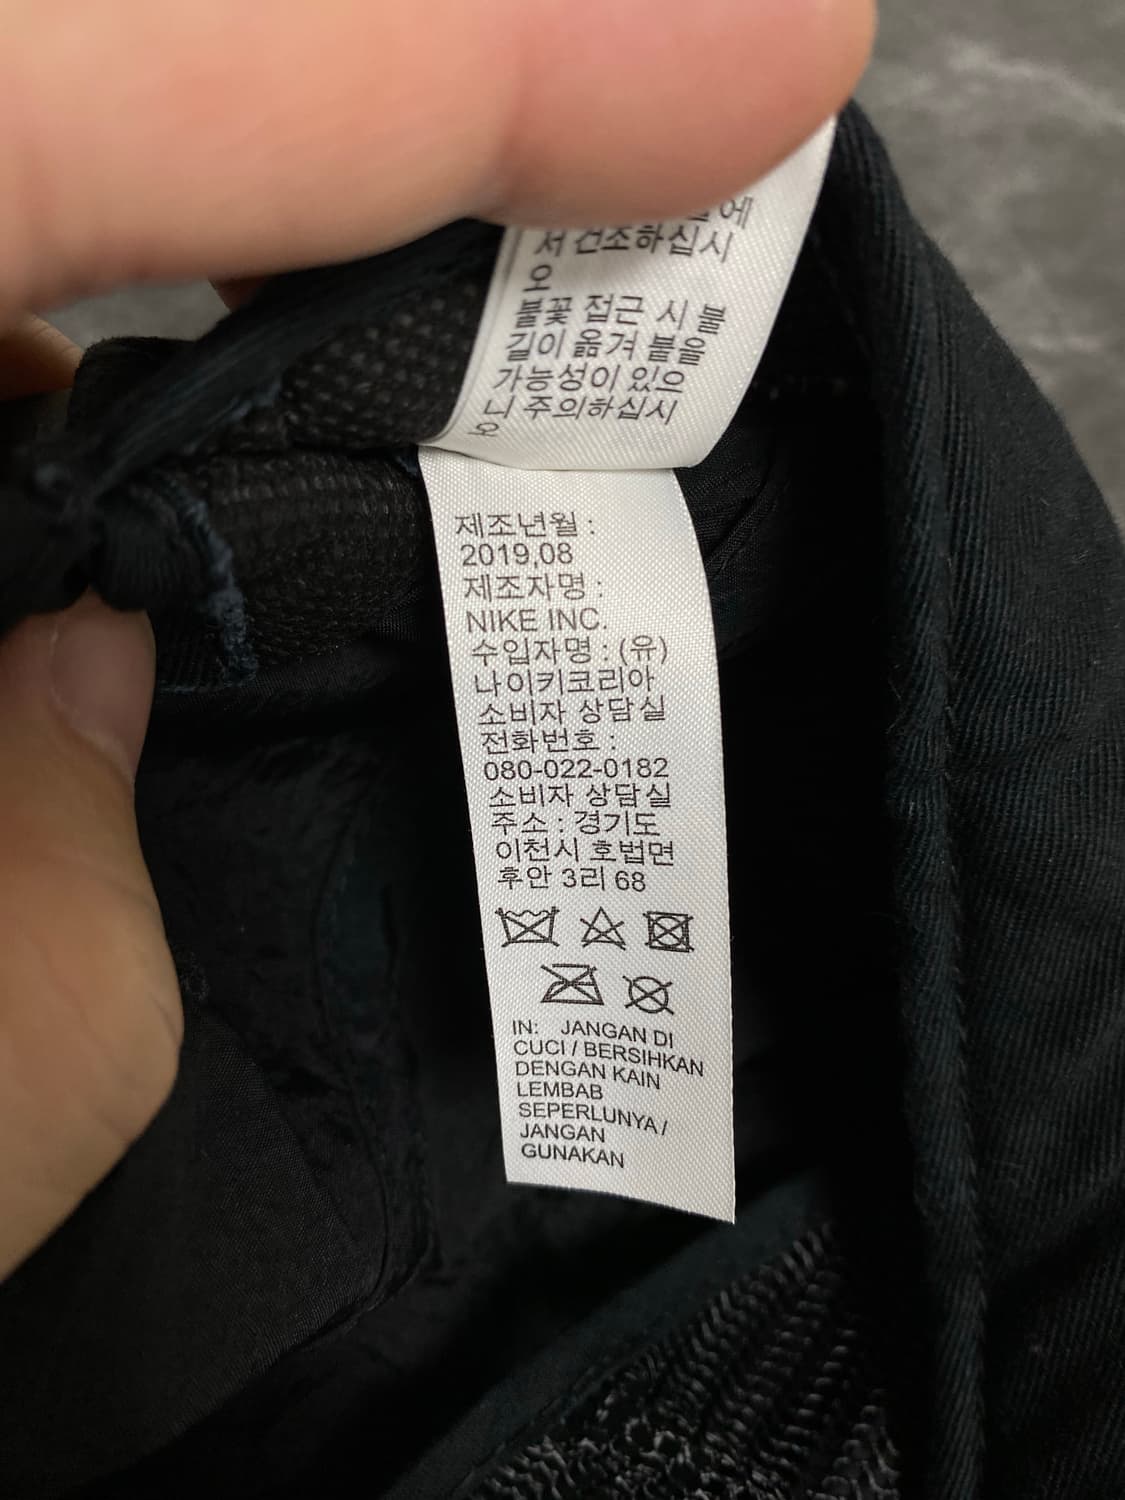 에
서 건조하십시
오
불꽃 접근 시 불
길이 옮겨 붙을
가능성이 있으
니 주의하십시
오
제조년월 :
2019,08
제조자명 :
NIKE INC.
수입자명 : (유)
나이키코리아
소비자 상담실
전화번호 :
080-022-0182
소비자 상담실
주소 : 경기도
이천시 호법면
후안 3리 68
IN: JANGAN DI
CUCI / BERSIHKAN
DENGAN KAIN
LEMBAB
SEPERLUNYA /
JANGAN
GUNAKAN